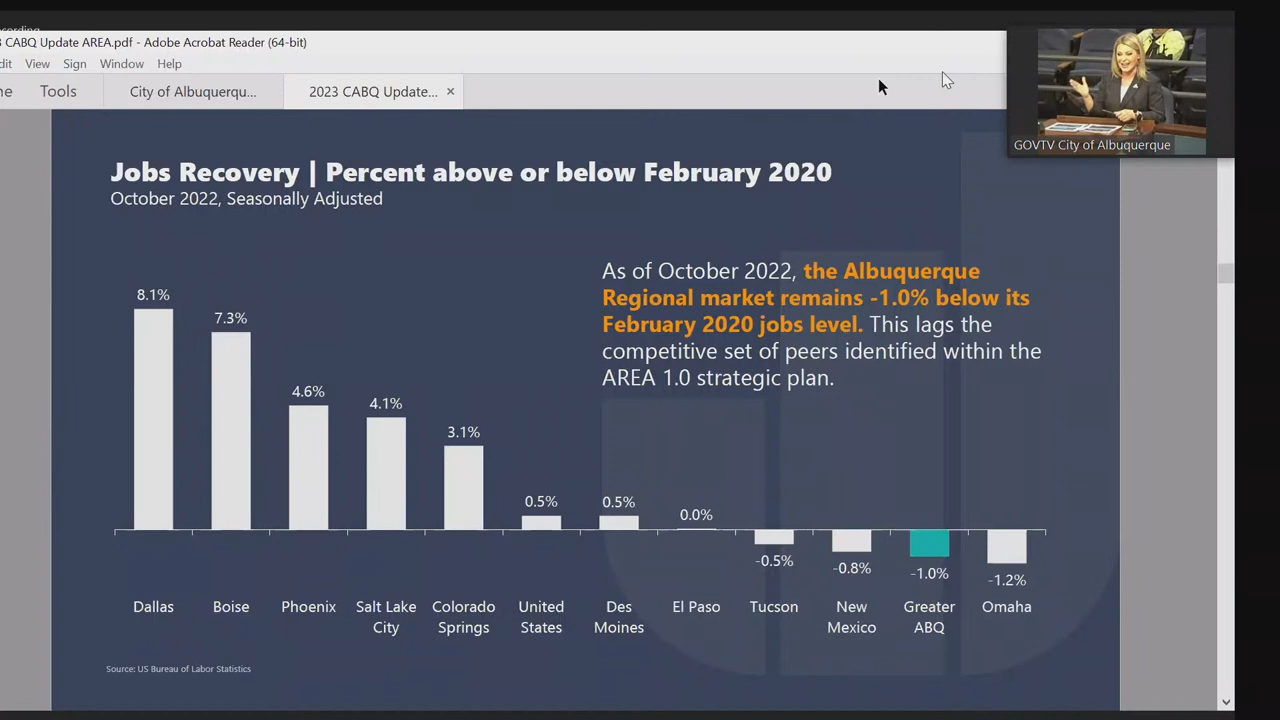 CABQ Update AREA.pdf - Adobe Acrobat Reader (64-bit)
View Sign Window Help
Tools City of Albuquerqu... 2023 CABQ Update... ×
GOVTV City of Albuquerque
Jobs Recovery | Percent above or below February 2020
October 2022, Seasonally Adjusted
As of October 2022, the Albuquerque
Regional market remains -1.0% below its
February 2020 jobs level. This lags the
competitive set of peers identified within the
AREA 1.0 strategic plan.
8.1% 7.3% 4.6% 4.1% 3.1% 0.5% 0.5% 0.0% -0.5% -0.8% -1.0% -1.2%
Dallas Boise Phoenix Salt Lake Colorado United Des El Paso Tucson New Greater Omaha
City Springs States Moines Mexico ABQ
Source: US Bureau of Labor Statistics